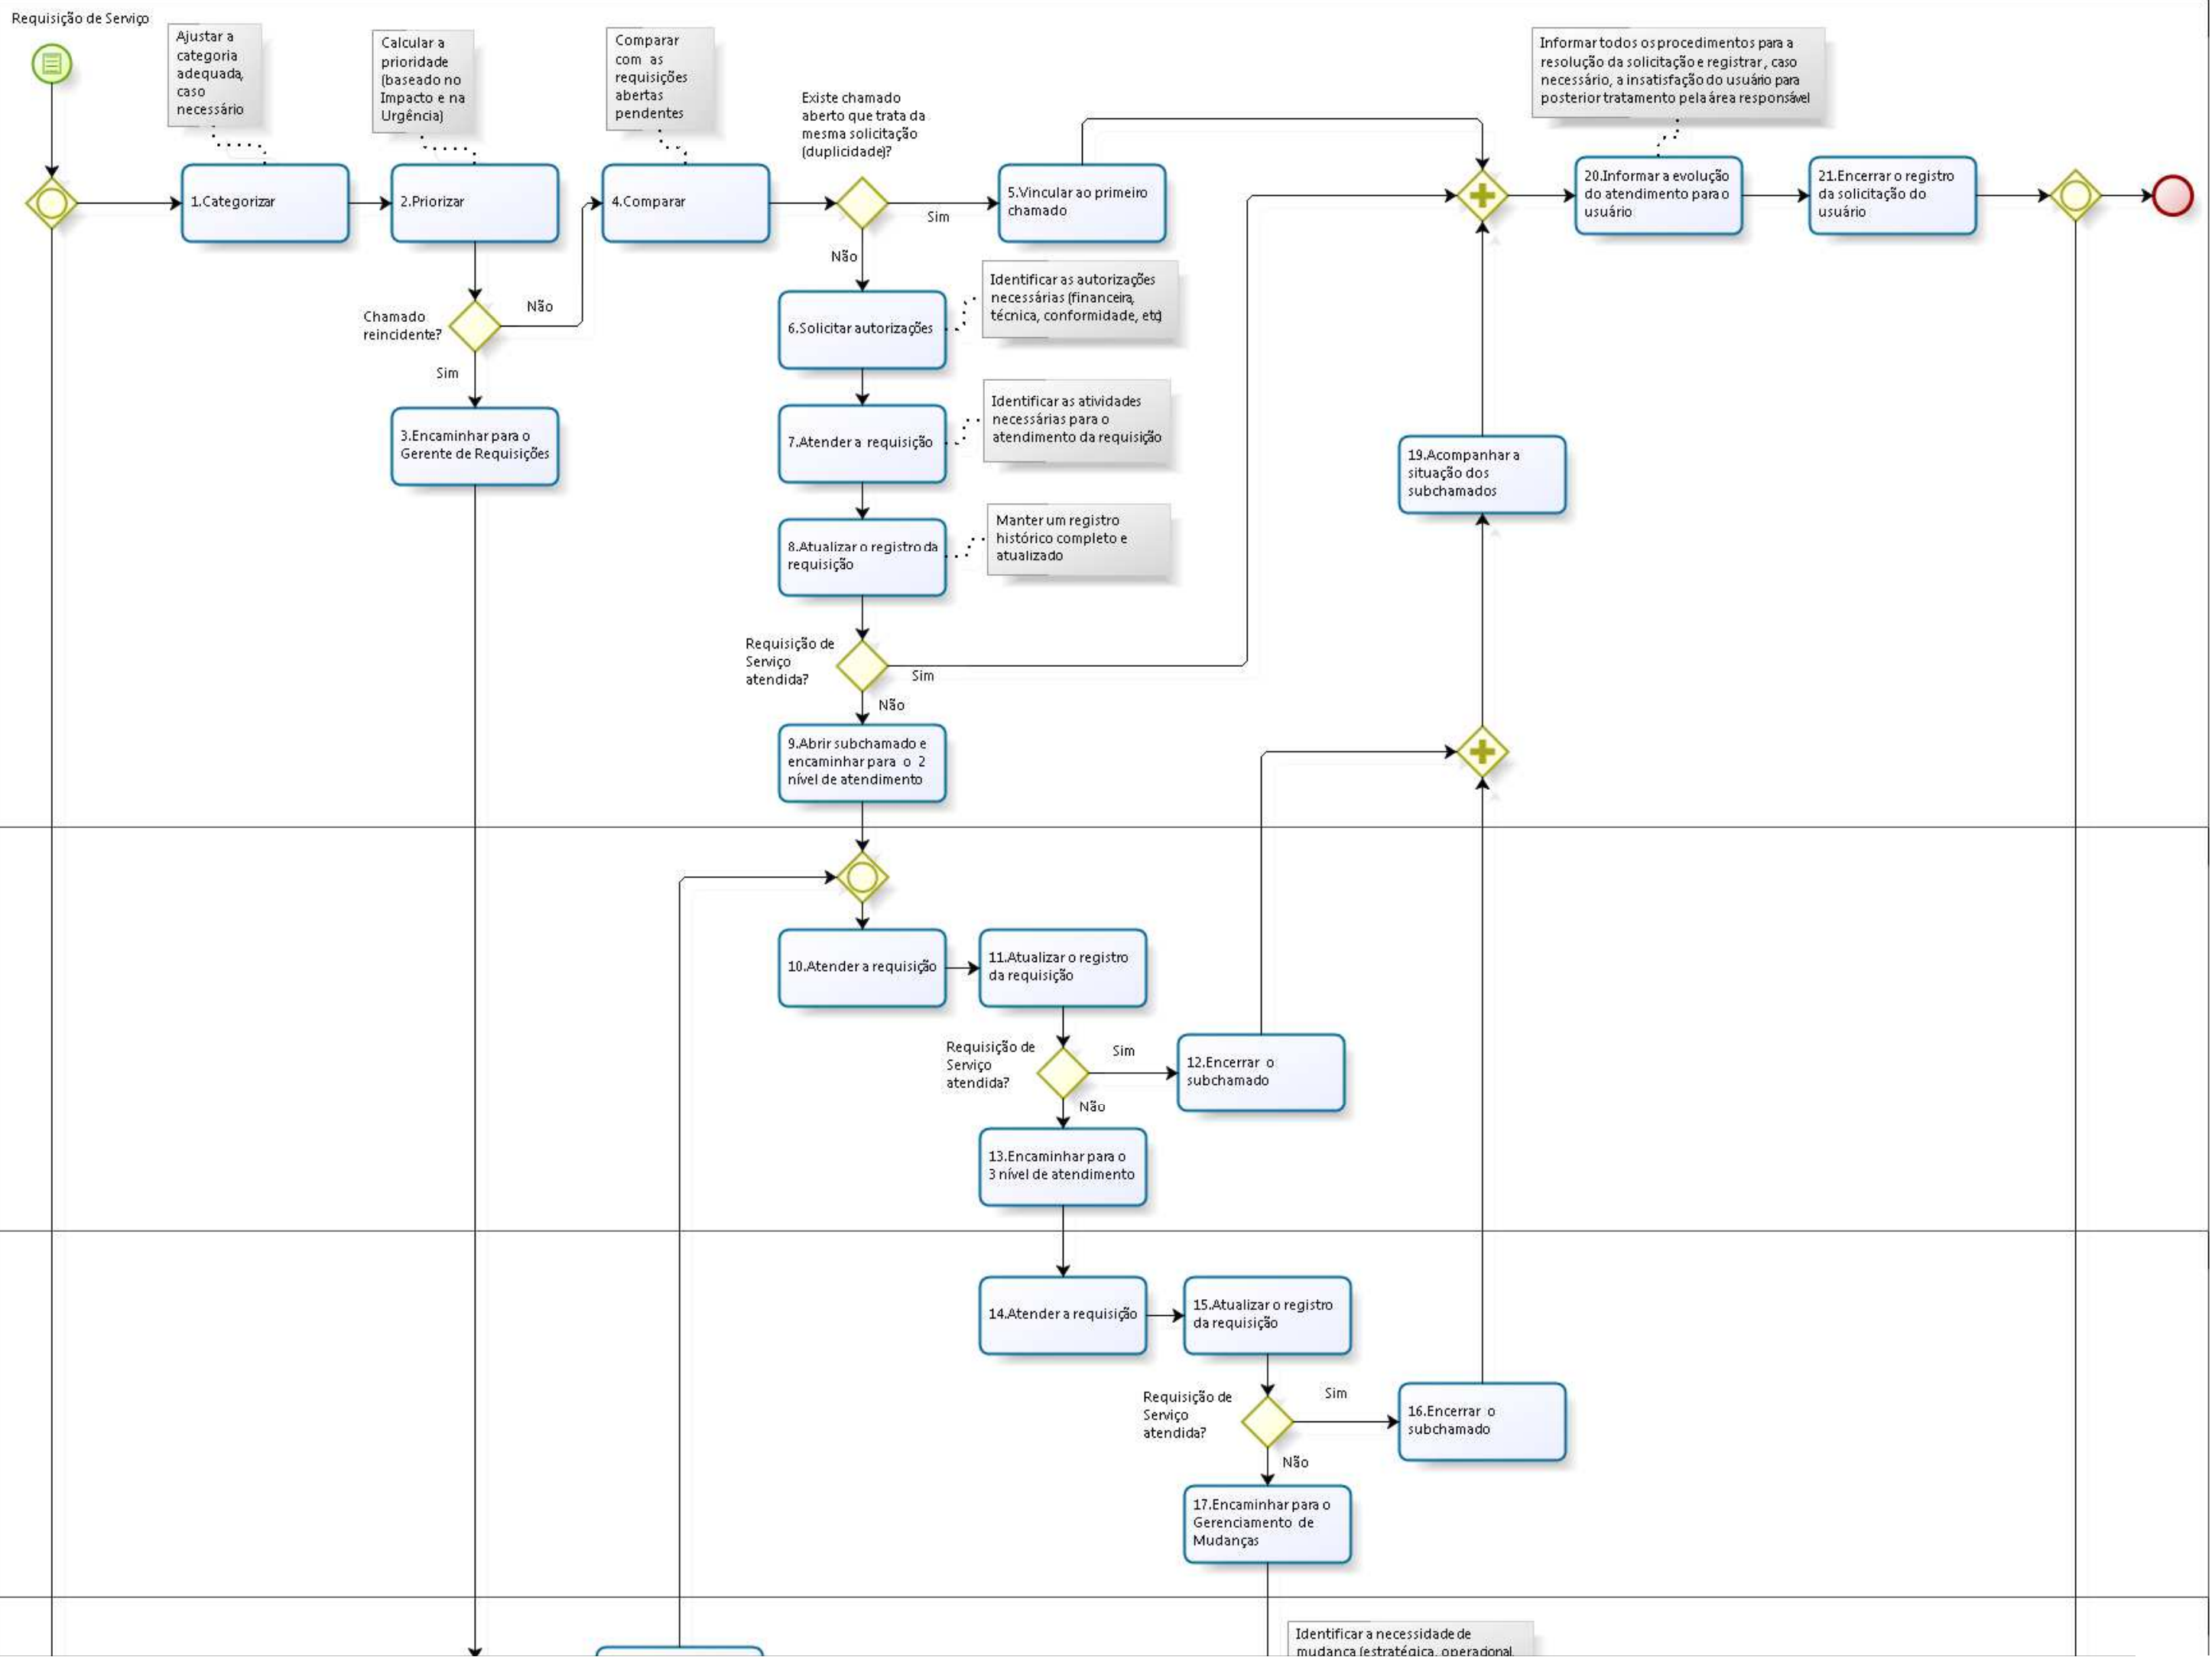 Requisição de Serviço
Ajustar a
categoria
adequada,
caso
necessário
Calcular a
prioridade
(baseado no
Impacto e na
Urgência)
Comparar
com as
requisições
abertas
pendentes
Existe chamado
aberto que trata da
mesma solicitação
(duplicidade)?
Informar todos os procedimentos para a
resolução da solicitação e registrar, caso
necessário, a insatisfação do usuário para
posterior tratamento pela área responsável
1.Categorizar
2.Priorizar
4.Comparar
Sim
5.Vincular ao primeiro
chamado
20.Informar a evolução
do atendimento para o
usuário
21.Encerrar o registro
da solicitação do
usuário
Não
Chamado
reincidente?
Não
Sim
3.Encaminhar para o
Gerente de Requisições
6.Solicitar autorizações
Identificar as autorizações
necessárias (financeira,
técnica, conformidade, etc)
7.Atender a requisição
Identificar as atividades
necessárias para o
atendimento da requisição
8.Atualizar o registro da
requisição
Manter um registro
histórico completo e
atualizado
19.Acompanhar a
situação dos
subchamados
Requisição de
Serviço
atendida?
Sim
Não
9.Abrir subchamado e
encaminhar para o 2
nível de atendimento
10.Atender a requisição
11.Atualizar o registro
da requisição
Requisição de
Serviço
atendida?
Sim
12.Encerrar o
subchamado
Não
13.Encaminhar para o
3 nível de atendimento
14.Atender a requisição
15.Atualizar o registro
da requisição
Requisição de
Serviço
atendida?
Sim
16.Encerrar o
subchamado
Não
17.Encaminhar para o
Gerenciamento de
Mudanças
Identificar a necessidade de
mudança (estratégica, operacional,